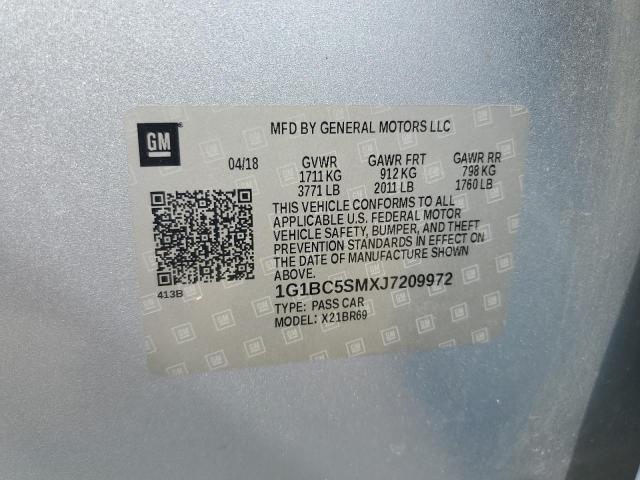 GM
MFD BY GENERAL MOTORS LLC
04/18 GVWR GAWR FRT GAWR RR
1711 KG 912 KG 798 KG
3771 LB 2011 LB 1760 LB
THIS VEHICLE CONFORMS TO ALL
APPLICABLE U.S. FEDERAL MOTOR
VEHICLE SAFETY, BUMPER, AND THEFT
PREVENTION STANDARDS IN EFFECT ON
THE DATE OF MANUFACTURE SHOWN
ABOVE.
413B
1G1BC5SMXJ7209972
TYPE: PASS CAR
MODEL: X21BR69